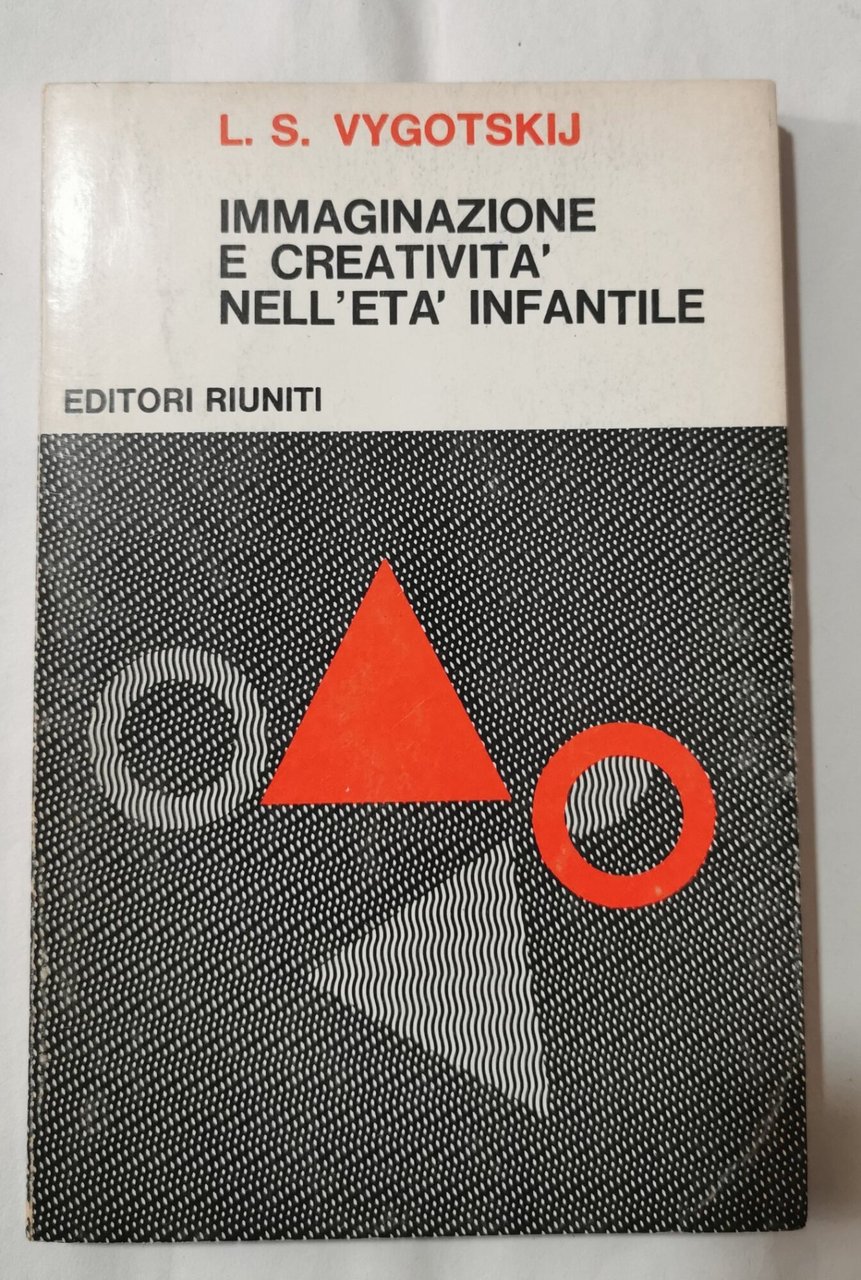 L. S. VYGOTSKIJ
IMMAGINAZIONE
E CREATIVITA'
NELL'ETA' INFANTILE
EDITORI RIUNITI